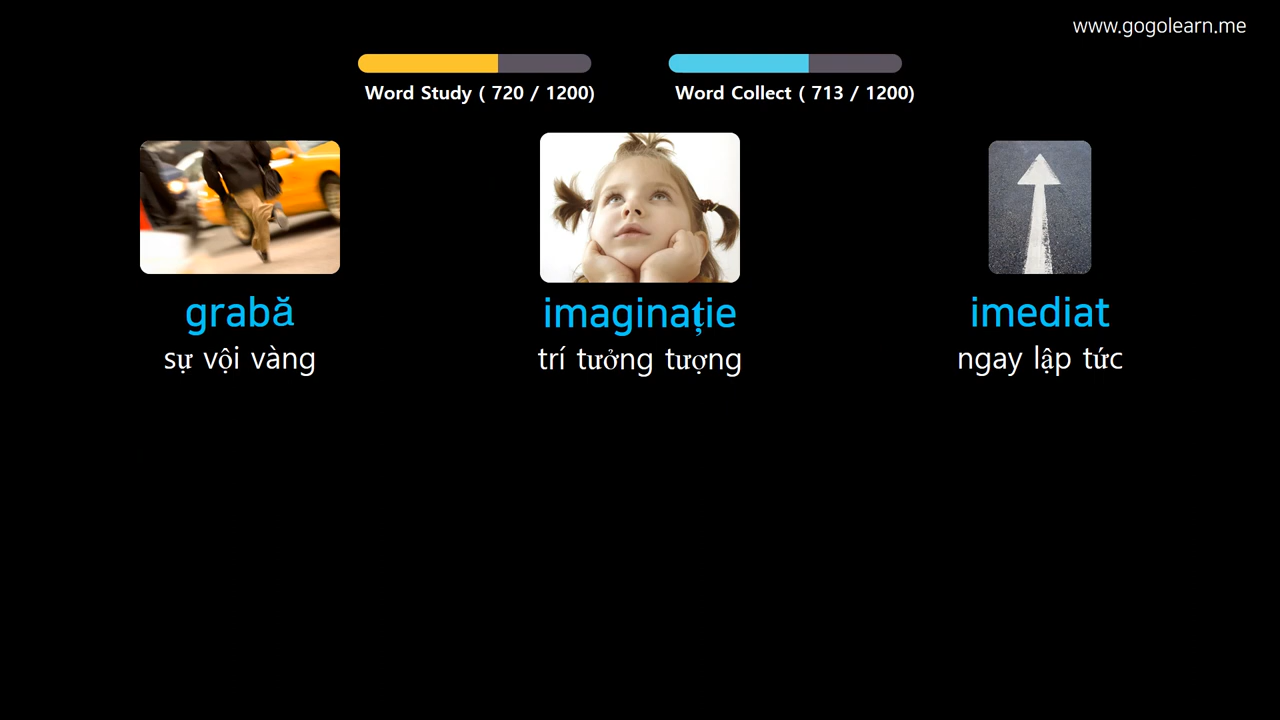 www.gogolearn.me
Word Study ( 720 / 1200)
Word Collect ( 713 / 1200)
grabă
imaginație
imediat
sự vội vàng
trí tưởng tượng
ngay lập tức